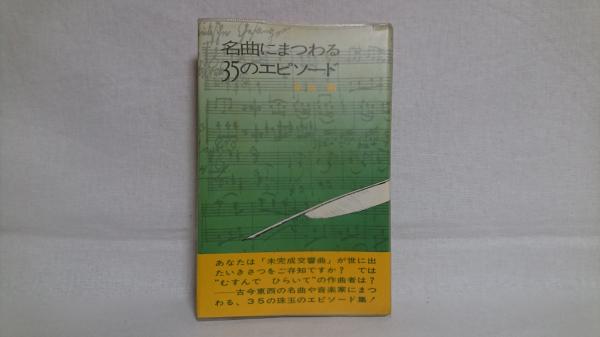 名曲にまつわる
35のエピソード
あなたは「未完成交響曲」が世に出
たいきさつをご存知ですか？　では
“むすんで　ひらいて”の作曲者は？
――古今東西の名曲や音楽家にまつ
わる、35の珠玉のエピソード集！